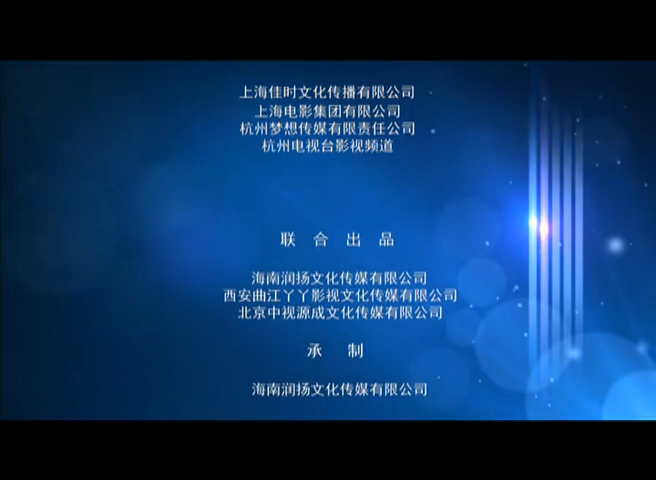 上海佳时文化传播有限公司
上海电影集团有限公司
杭州梦想传媒有限责任公司
杭州电视台影视频道
联合出品
海南润扬文化传媒有限公司
西安曲江丫丫影视文化传媒有限公司
北京中视源成文化传媒有限公司
承制
海南润扬文化传媒有限公司